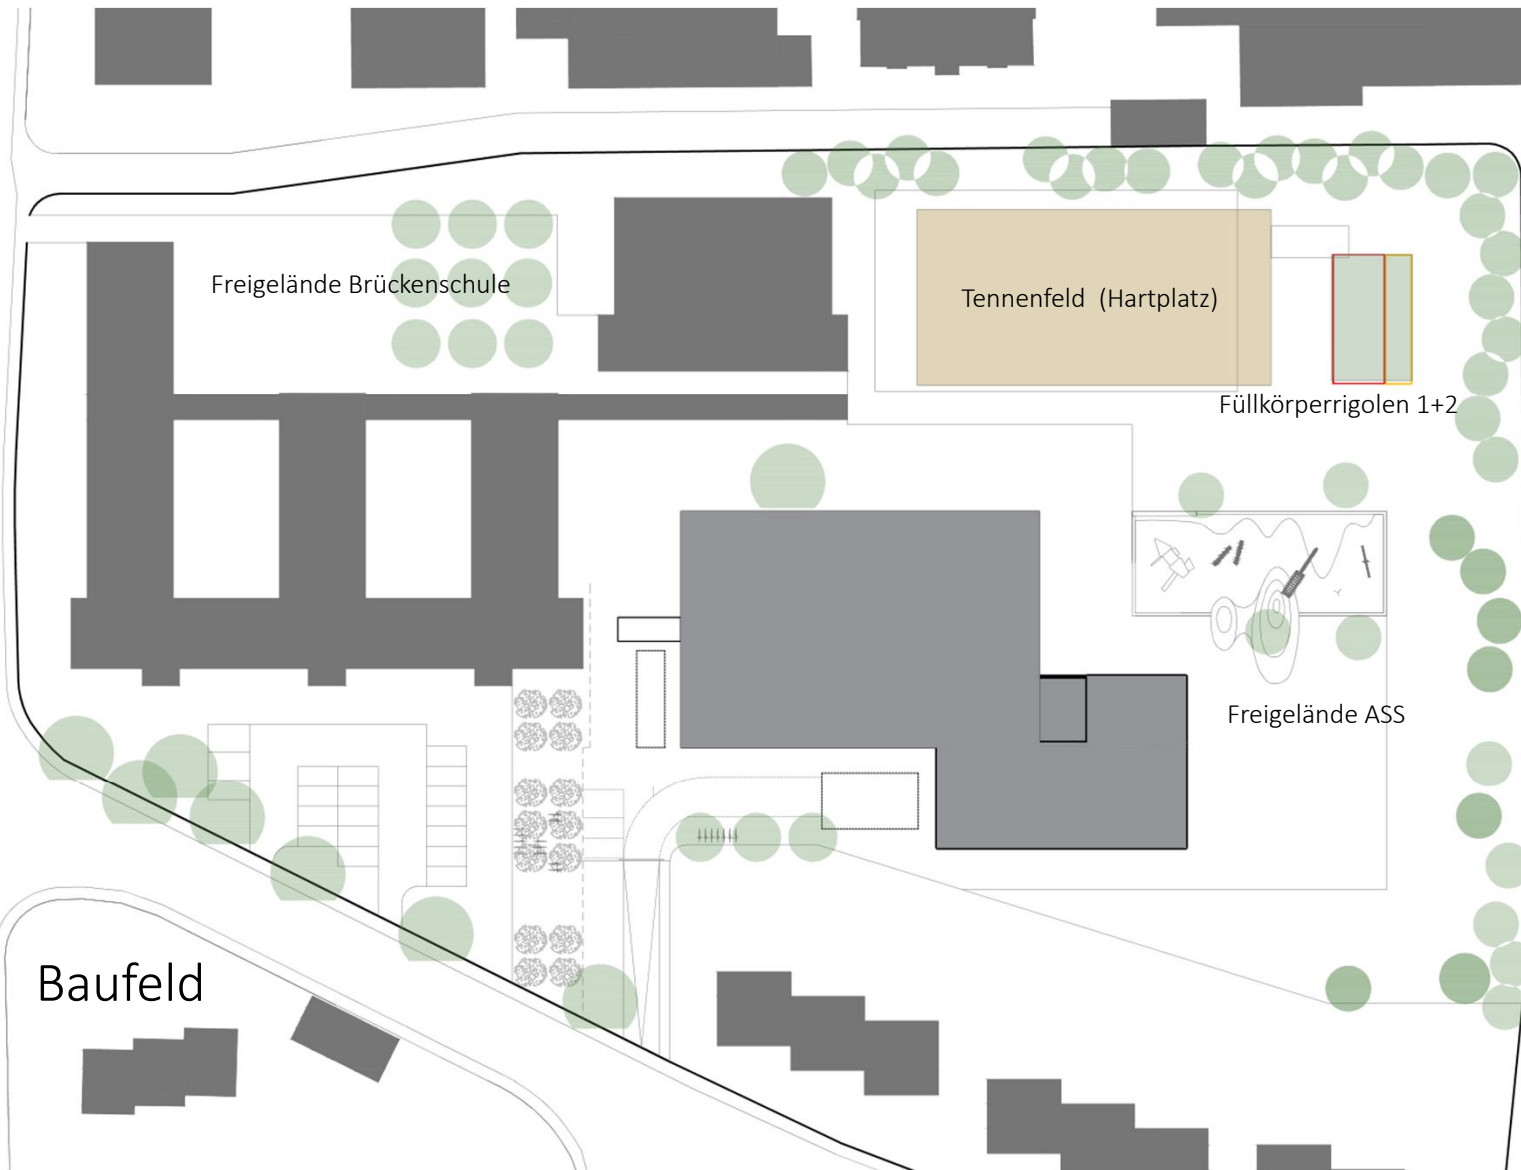 Freigelände Brückenschule
Tennenfeld  (Hartplatz)
Füllkörperrigolen 1+2
Freigelände ASS
Baufeld